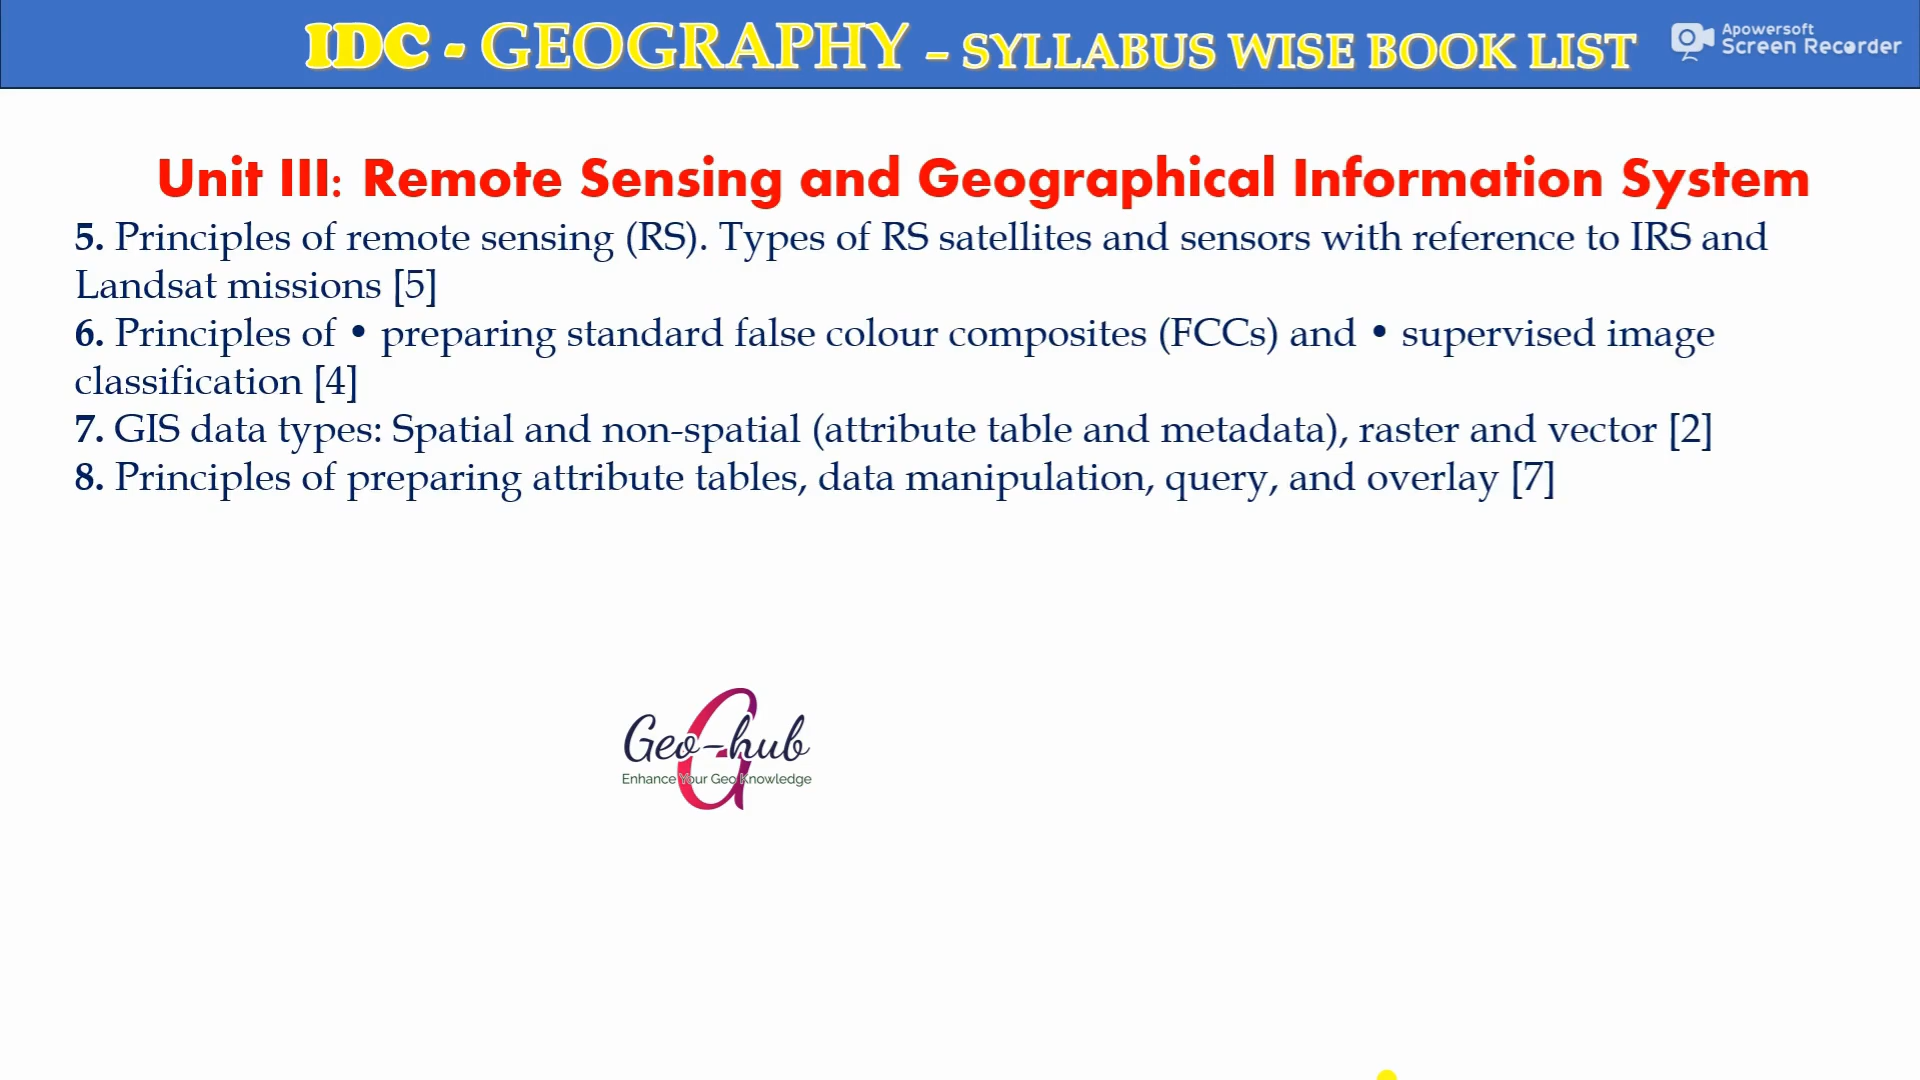 IDC - GEOGRAPHY – SYLLABUS WISE BOOK LIST
Apowersoft
Screen Recorder
Unit III: Remote Sensing and Geographical Information System
5. Principles of remote sensing (RS). Types of RS satellites and sensors with reference to IRS and
Landsat missions [5]
6. Principles of • preparing standard false colour composites (FCCs) and • supervised image
classification [4]
7. GIS data types: Spatial and non-spatial (attribute table and metadata), raster and vector [2]
8. Principles of preparing attribute tables, data manipulation, query, and overlay [7]
G
Geo-hub
Enhance Your Geo Knowledge